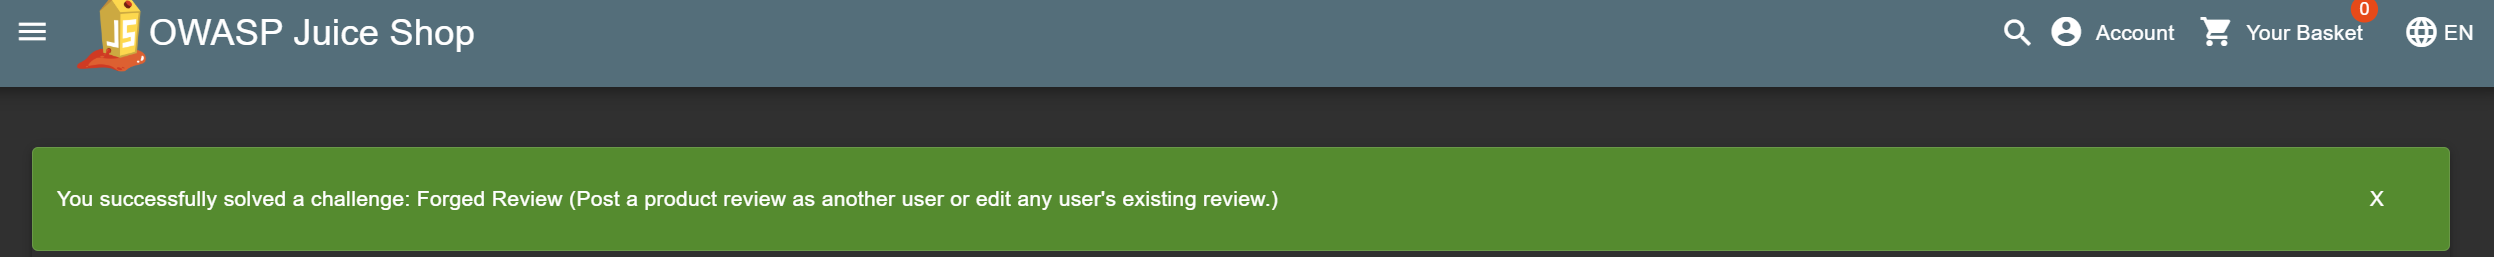 OWASP Juice Shop
Account
0
Your Basket
EN
You successfully solved a challenge: Forged Review (Post a product review as another user or edit any user's existing review.)
X
JS